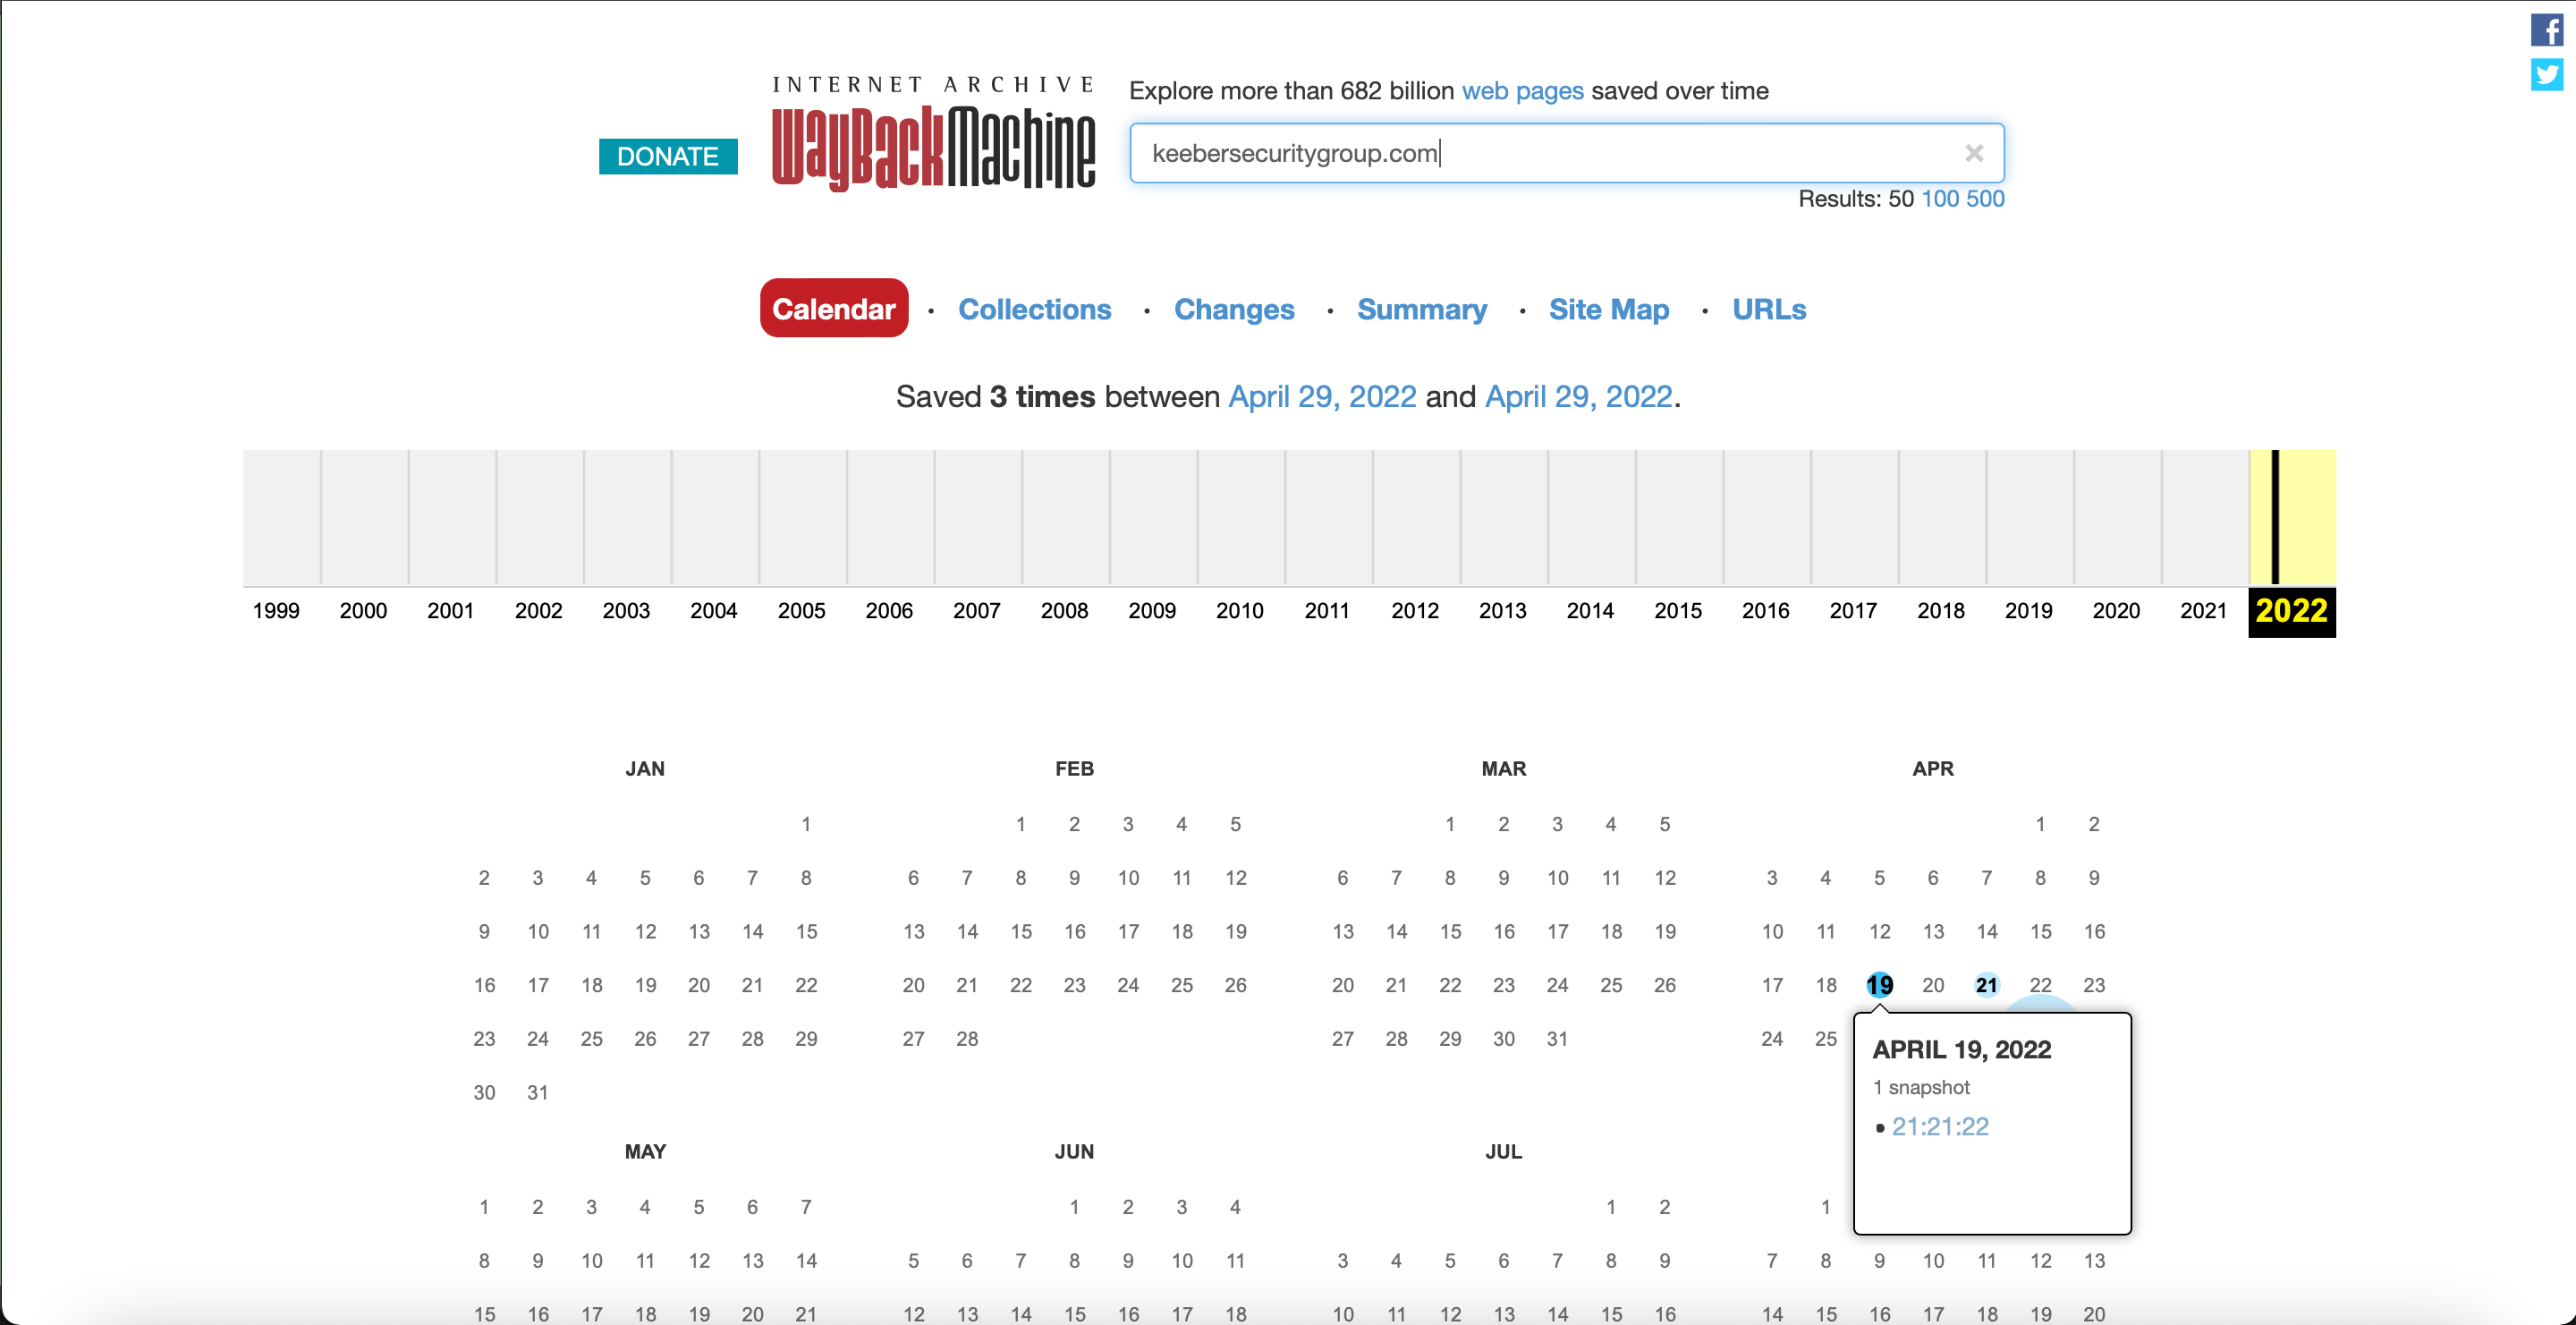 INTERNET ARCHIVE
WayBackMachine
DONATE
Explore more than 682 billion web pages saved over time
keebersecuritygroup.com
×
Results: 50 100 500
Calendar · Collections · Changes · Summary · Site Map · URLs
Saved 3 times between April 29, 2022 and April 29, 2022.
1999 2000 2001 2002 2003 2004 2005 2006 2007 2008 2009 2010 2011 2012 2013 2014 2015 2016 2017 2018 2019 2020 2021 2022
JAN
1
2 3 4 5 6 7 8
9 10 11 12 13 14 15
16 17 18 19 20 21 22
23 24 25 26 27 28 29
30 31
FEB
1 2 3 4 5
6 7 8 9 10 11 12
13 14 15 16 17 18 19
20 21 22 23 24 25 26
27 28
MAR
1 2 3 4 5
6 7 8 9 10 11 12
13 14 15 16 17 18 19
20 21 22 23 24 25 26
27 28 29 30 31
APR
1 2
3 4 5 6 7 8 9
10 11 12 13 14 15 16
17 18 19 20 21 22 23
24 25
APRIL 19, 2022
1 snapshot
• 21:21:22
MAY
1 2 3 4 5 6 7
8 9 10 11 12 13 14
15 16 17 18 19 20 21
JUN
1 2 3 4
5 6 7 8 9 10 11
12 13 14 15 16 17 18
JUL
1 2
3 4 5 6 7 8 9
10 11 12 13 14 15 16
1
7 8 9 10 11 12 13
14 15 16 17 18 19 20